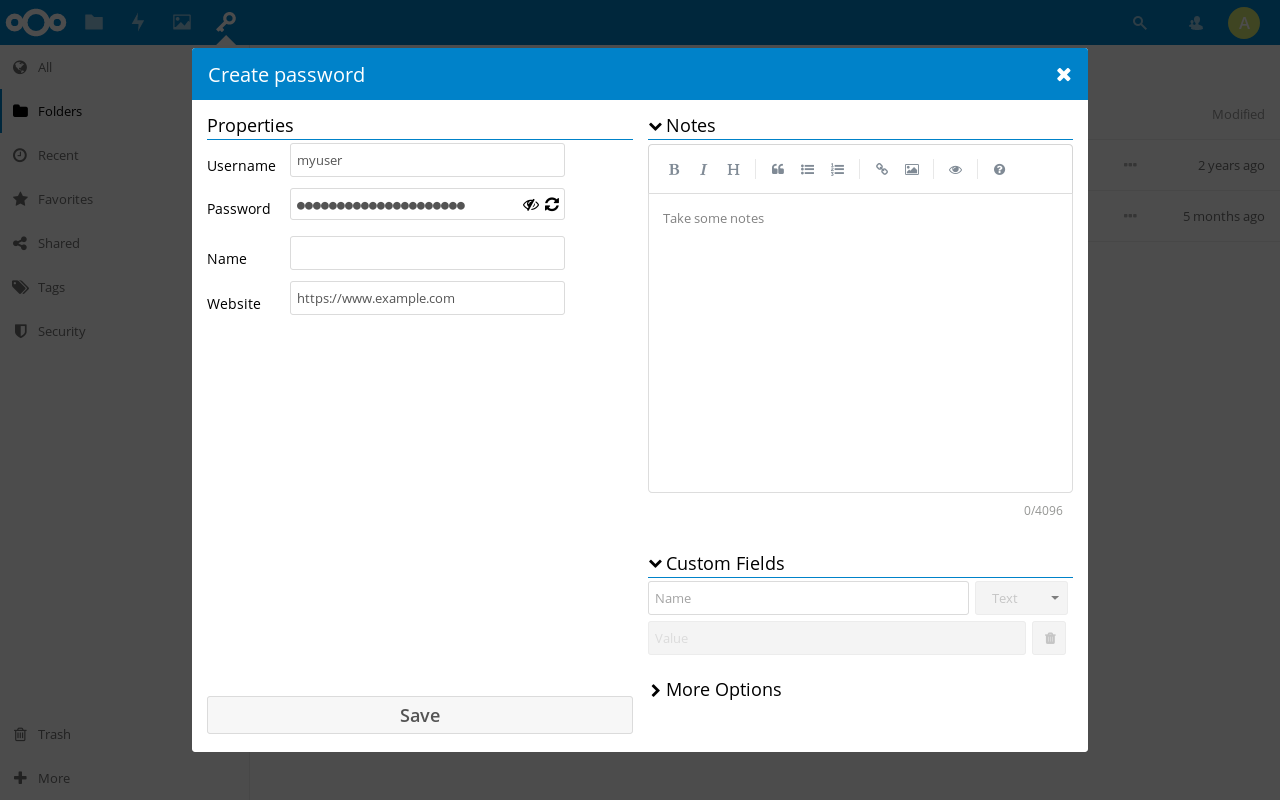 A
All
Folders
Recent
Favorites
Shared
Tags
Security
Trash
More
Modified
2 years ago
5 months ago
Create password
Properties
Username
myuser
Password
●●●●●●●●●●●●●●●●●●●●●
Name
Website
https://www.example.com
Save
Notes
B I H
Take some notes
0/4096
Custom Fields
Name
Text
Value
More Options